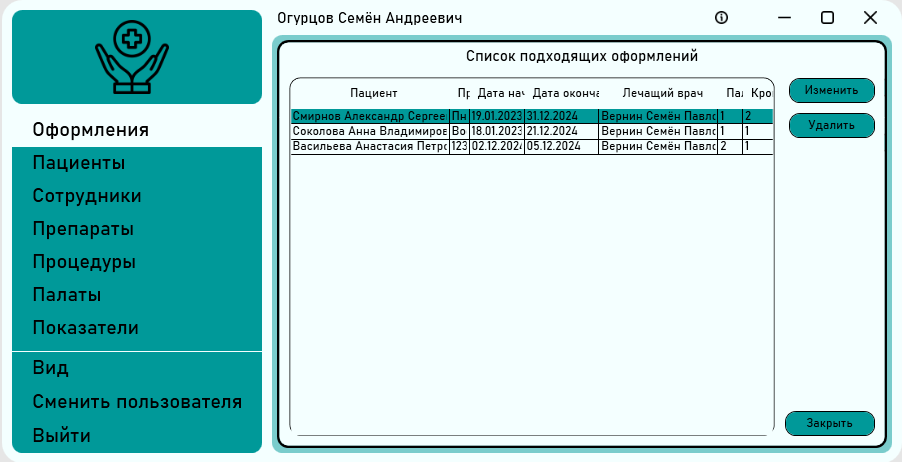 Огурцов Семён Андреевич
Оформления
Пациенты
Сотрудники
Препараты
Процедуры
Палаты
Показатели
Вид
Сменить пользователя
Выйти
Список подходящих оформлений
Пациент Пр Дата нач Дата оконча Лечащий врач Пал Кро
Смирнов Александр Сергее Пн 19.01.2023 31.12.2024 Вернин Семён Павло 1 2
Соколова Анна Владимиров Во 18.01.2023 21.12.2024 Вернин Семён Павло 1 1
Васильева Анастасия Петро 123 02.12.2024 05.12.2024 Вернин Семён Павло 2 1
Изменить
Удалить
Закрыть